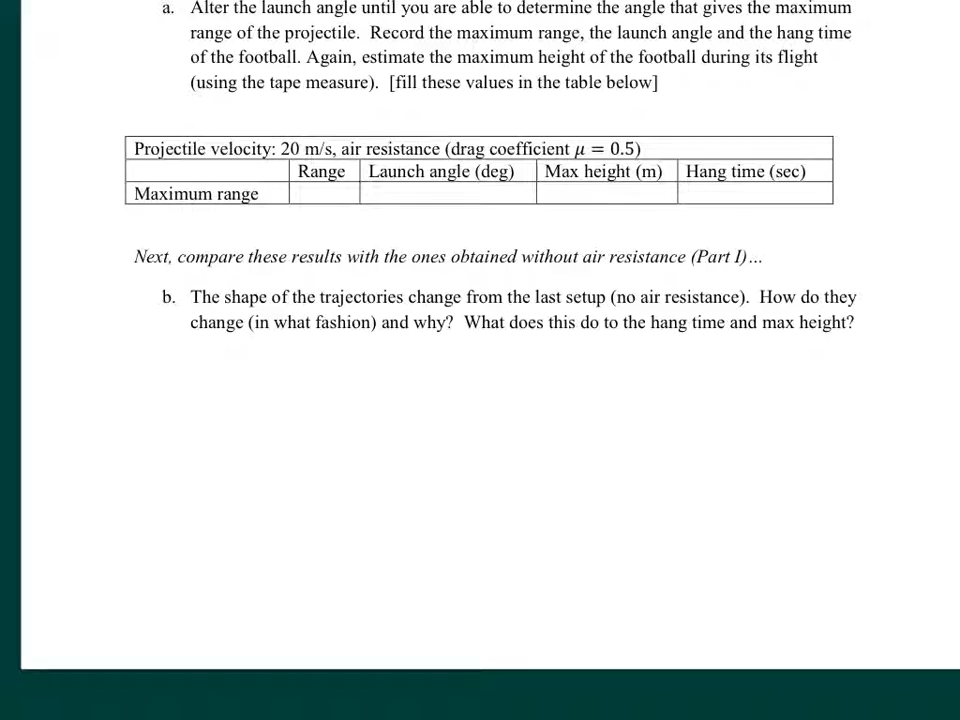 a. Alter the launch angle until you are able to determine the angle that gives the maximum
range of the projectile. Record the maximum range, the launch angle and the hang time
of the football. Again, estimate the maximum height of the football during its flight
(using the tape measure). [fill these values in the table below]
Projectile velocity: 20 m/s, air resistance (drag coefficient μ = 0.5)
Range Launch angle (deg) Max height (m) Hang time (sec)
Maximum range
Next, compare these results with the ones obtained without air resistance (Part I)…
b. The shape of the trajectories change from the last setup (no air resistance). How do they
change (in what fashion) and why? What does this do to the hang time and max height?